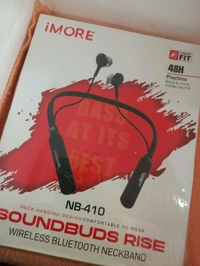 iMORE
FIT
48H
Playtime
BASS
AT ITS
BEST
NB-410
NECK HANGING DESIGN COMFORTABLE TO WEAR
SOUNDBUDS RISE
WIRELESS BLUETOOTH NECKBAND